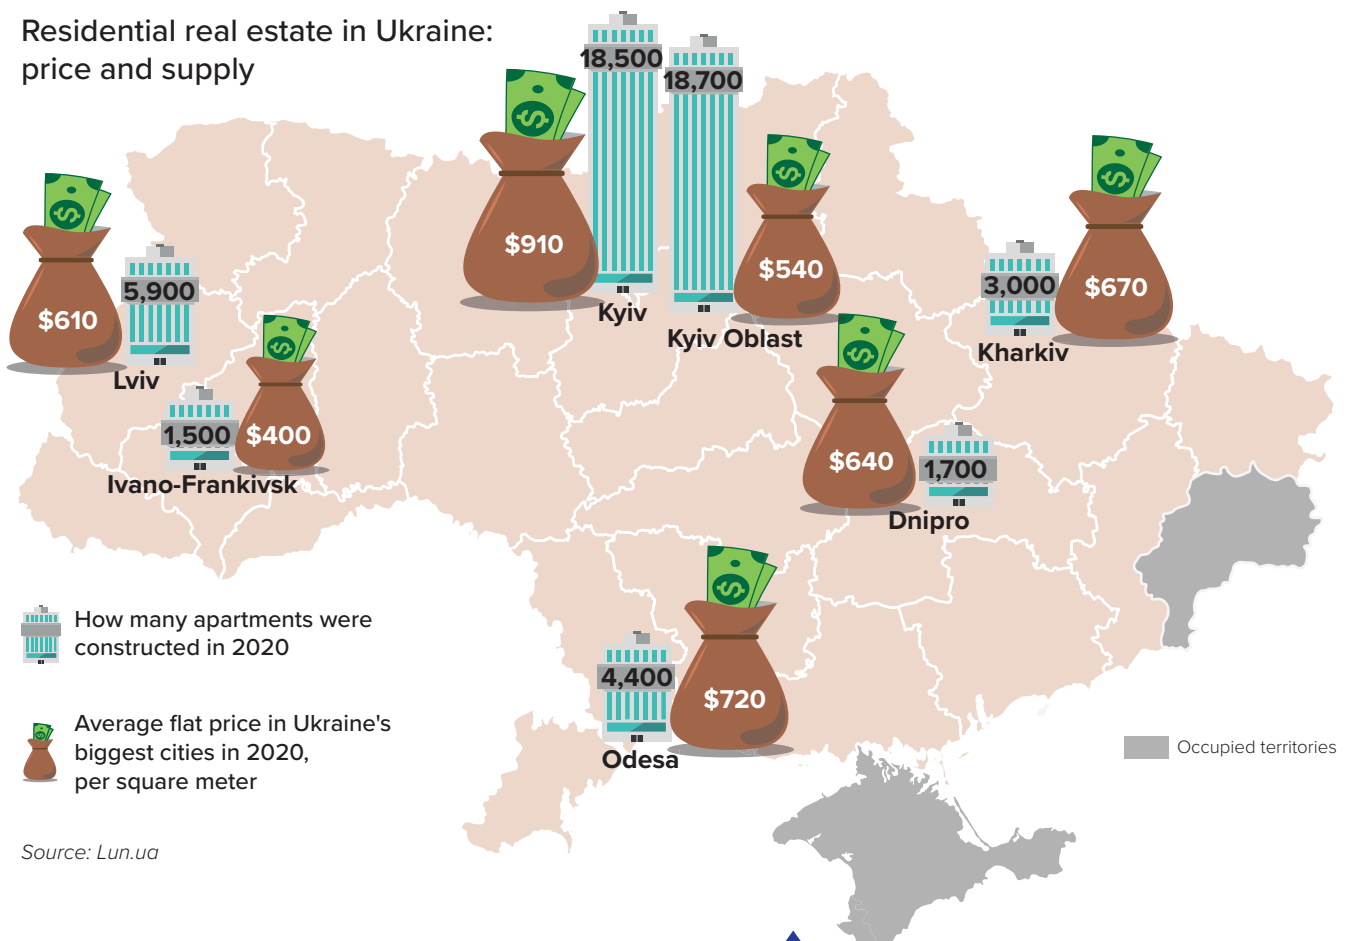 Residential real estate in Ukraine:
price and supply
18,500
18,700
$910
$540
Kyiv
Kyiv Oblast
3,000
$670
Kharkiv
$610
5,900
Lviv
1,500
$400
Ivano-Frankivsk
$640
1,700
Dnipro
4,400
$720
Odesa
How many apartments were
constructed in 2020
Average flat price in Ukraine's
biggest cities in 2020,
per square meter
Occupied territories
Source: Lun.ua